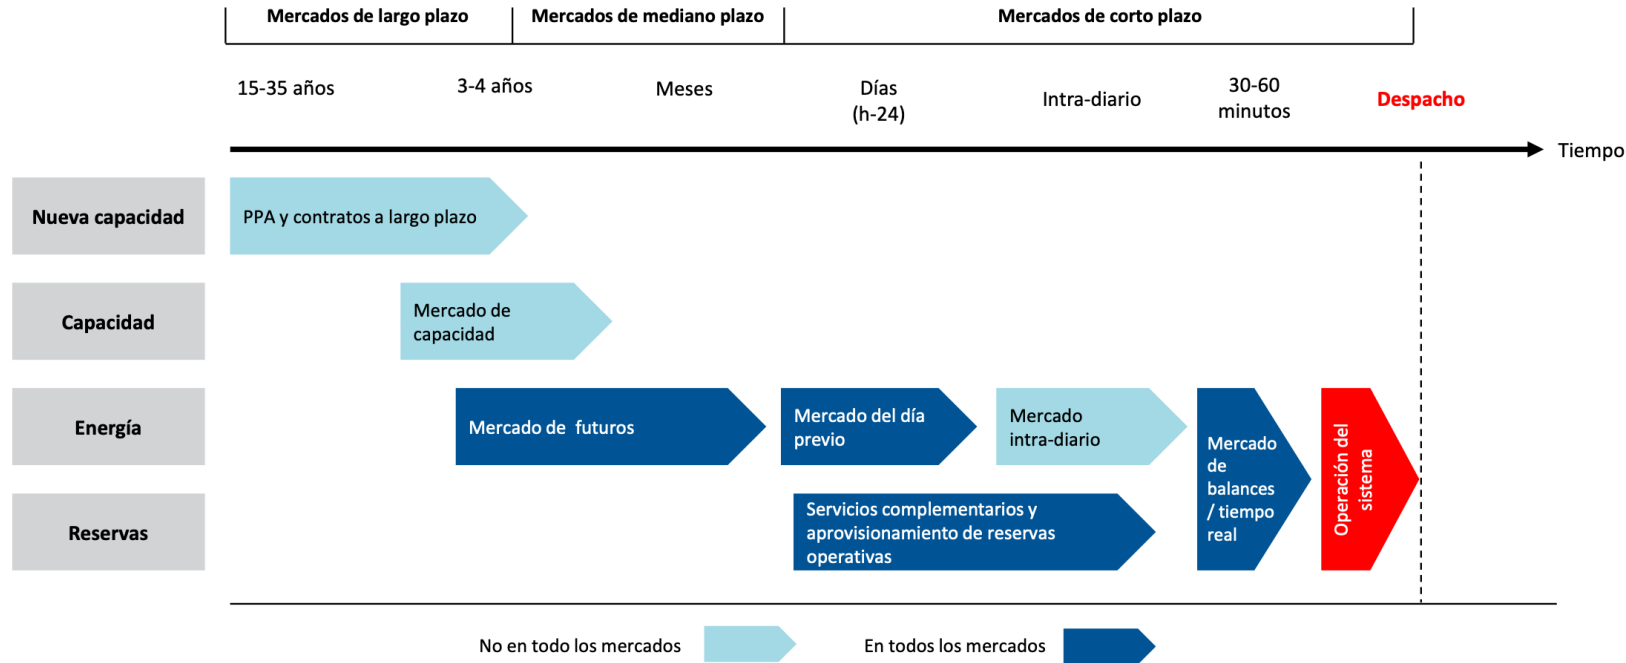 Mercados de largo plazo
Mercados de mediano plazo
Mercados de corto plazo
15-35 años
3-4 años
Meses
Días
(h-24)
Intra-diario
30-60
minutos
Despacho
Tiempo
Nueva capacidad
PPA y contratos a largo plazo
Capacidad
Mercado de
capacidad
Energía
Mercado de futuros
Mercado del día
previo
Mercado
intra-diario
Mercado
de
balances
/ tiempo
real
Operación del
sistema
Reservas
Servicios complementarios y
aprovisionamiento de reservas
operativas
No en todo los mercados
En todos los mercados